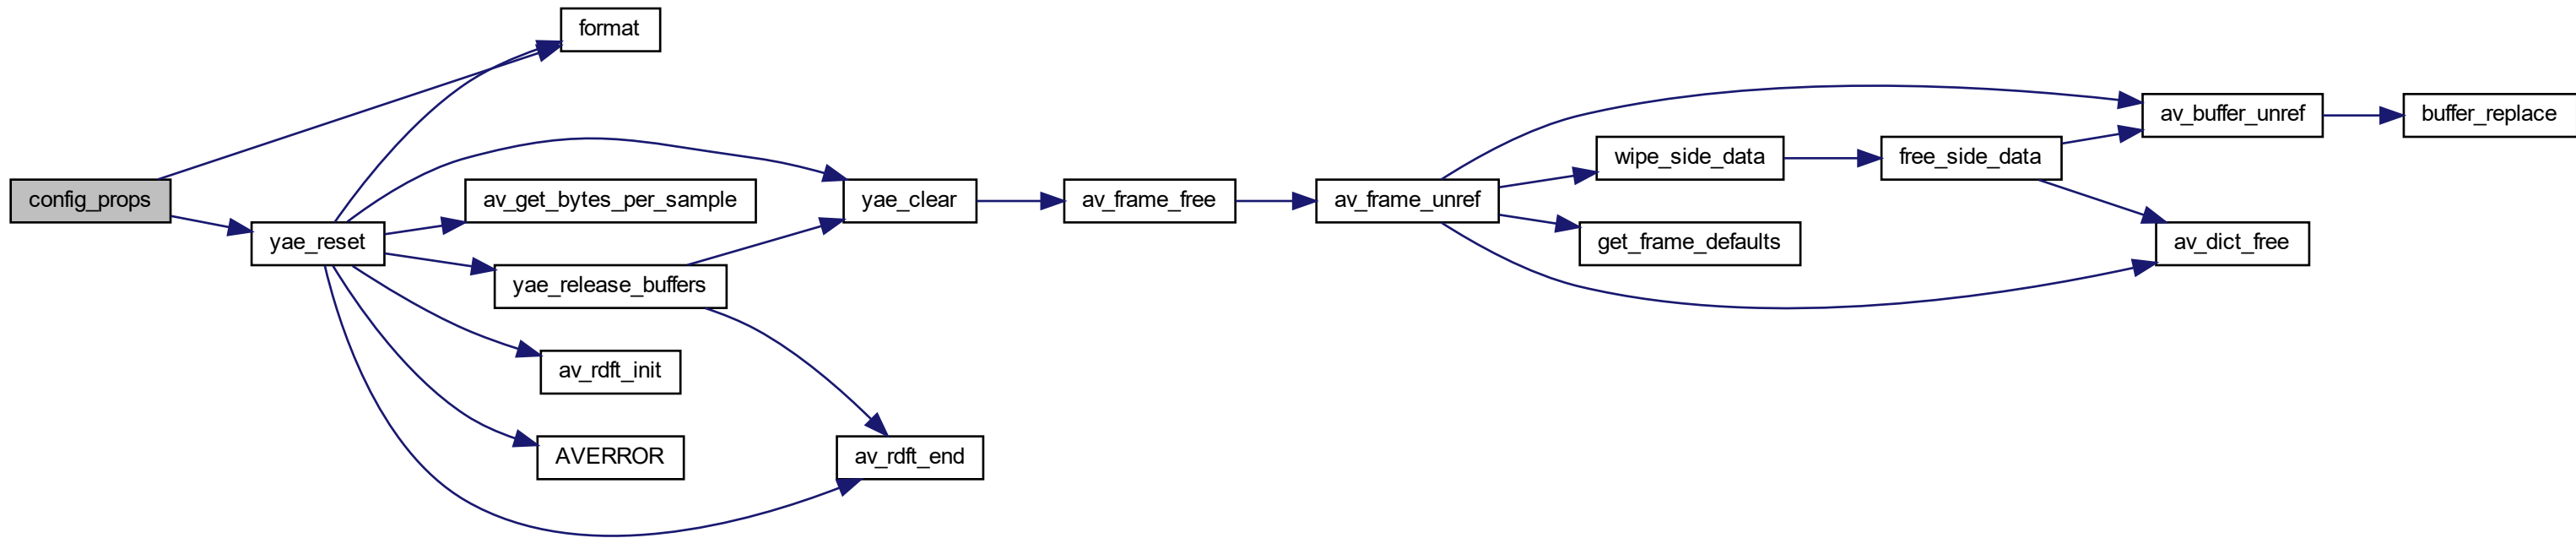 format
av_buffer_unref
buffer_replace
wipe_side_data
free_side_data
config_props
av_get_bytes_per_sample
yae_clear
av_frame_free
av_frame_unref
yae_reset
get_frame_defaults
av_dict_free
yae_release_buffers
av_rdft_init
AVERROR
av_rdft_end